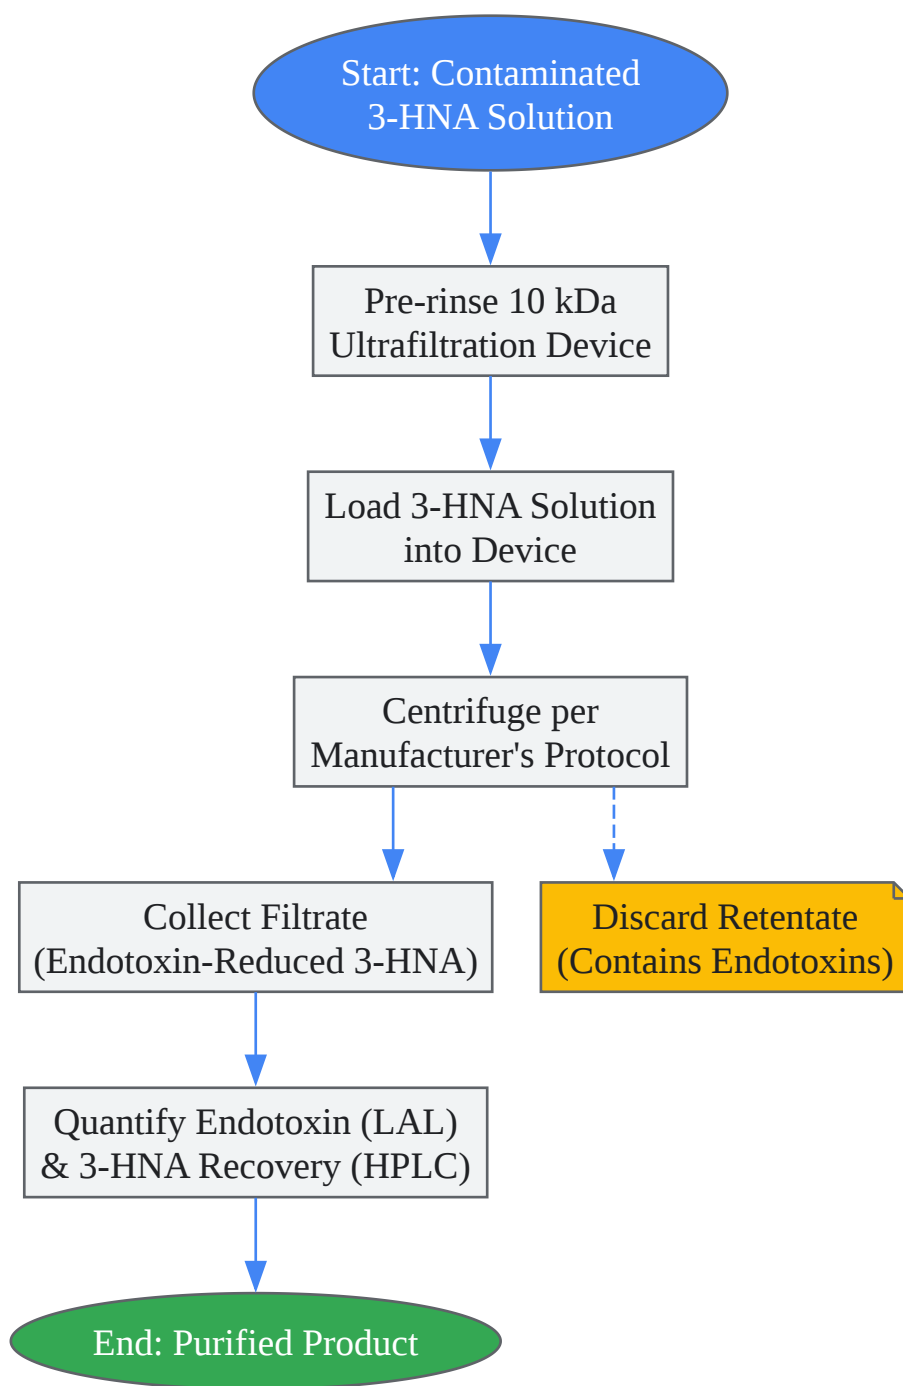 Start: Contaminated
3-HNA Solution
Pre-rinse 10 kDa
Ultrafiltration Device
Load 3-HNA Solution
into Device
Centrifuge per
Manufacturer's Protocol
Collect Filtrate
(Endotoxin-Reduced 3-HNA)
Discard Retentate
(Contains Endotoxins)
Quantify Endotoxin (LAL)
& 3-HNA Recovery (HPLC)
End: Purified Product